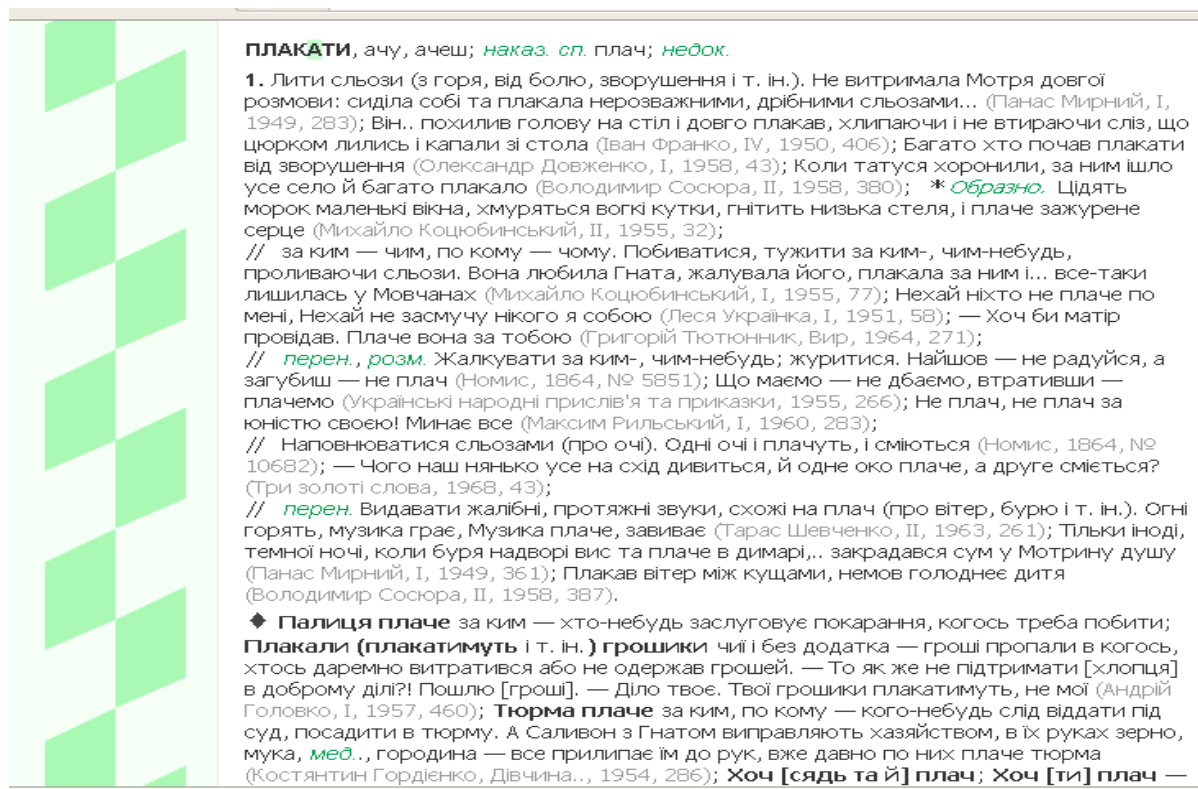 ПЛАКАТИ, ачу, ачеш; наказ. сп. плач; недок.
1. Лити сльози (з горя, від болю, зворушення і т. ін.). Не витримала Мотря довгої
розмови: сиділа собі та плакала нерозважними, дрібними сльозами... (Панас Мирний, I,
1949, 283); Він.. похилив голову на стіл і довго плакав, хлипаючи і не втираючи сліз, що
цюрком лились і капали зі стола (Іван Франко, IV, 1950, 406); Багато хто почав плакати
від зворушення (Олександр Довженко, I, 1958, 43); Коли татуся хоронили, за ним ішло
усе село й багато плакало (Володимир Сосюра, II, 1958, 380); * Образно. Цідять
морок маленькі вікна, хмуряться вогкі кутки, гнітить низька стеля, і плаче зажурене
серце (Михайло Коцюбинський, II, 1955, 32);
// за ким — чим, по кому — чому. Побиватися, тужити за ким-, чим-небудь,
проливаючи сльози. Вона любила Гната, жалувала його, плакала за ним і... все-таки
лишилась у Мовчанах (Михайло Коцюбинський, I, 1955, 77); Нехай ніхто не плаче по
мені, Нехай не засмучу нікого я собою (Леся Українка, I, 1951, 58); — Хоч би матір
провідав. Плаче вона за тобою (Григорій Тютюнник, Вир, 1964, 271);
// перен., розм. Жалкувати за ким-, чим-небудь; журитися. Найшов — не радуйся, а
загубиш — не плач (Номис, 1864, № 5851); Що маємо — не дбаємо, втративши —
плачемо (Українські народні прислів'я та приказки, 1955, 266); Не плач, не плач за
юністю своєю! Минає все (Максим Рильський, I, 1960, 283);
// Наповнюватися сльозами (про очі). Одні очі і плачуть, і сміються (Номис, 1864, №
10682); — Чого наш нянько усе на схід дивиться, й одне око плаче, а друге сміється?
(Три золоті слова, 1968, 43);
// перен. Видавати жалібні, протяжні звуки, схожі на плач (про вітер, бурю і т. ін.). Огні
горять, музика грає, Музика плаче, завиває (Тарас Шевченко, II, 1963, 261); Тільки іноді,
темної ночі, коли буря надворі вис та плаче в димарі,.. закрадався сум у Мотрину душу
(Панас Мирний, I, 1949, 361); Плакав вітер між кущами, немов голоднеє дитя
(Володимир Сосюра, II, 1958, 387).
♦ Палиця плаче за ким — хто-небудь заслуговує покарання, когось треба побити;
Плакали (плакатимуть і т. ін.) грошики чиї і без додатка — гроші пропали в когось,
хтось даремно витратився або не одержав грошей. — То як же не підтримати [хлопця]
в доброму ділі?! Пошлю [гроші]. — Діло твоє. Твої грошики плакатимуть, не мої (Андрій
Головко, I, 1957, 460); Тюрма плаче за ким, по кому — кого-небудь слід віддати під
суд, посадити в тюрму. А Саливон з Гнатом виправляють хазяйством, в їх руках зерно,
мука, мед.., городина — все прилипає їм до рук, вже давно по них плаче тюрма
(Костянтин Гордієнко, Дівчина.., 1954, 286); Хоч [сядь та й] плач; Хоч [ти] плач —